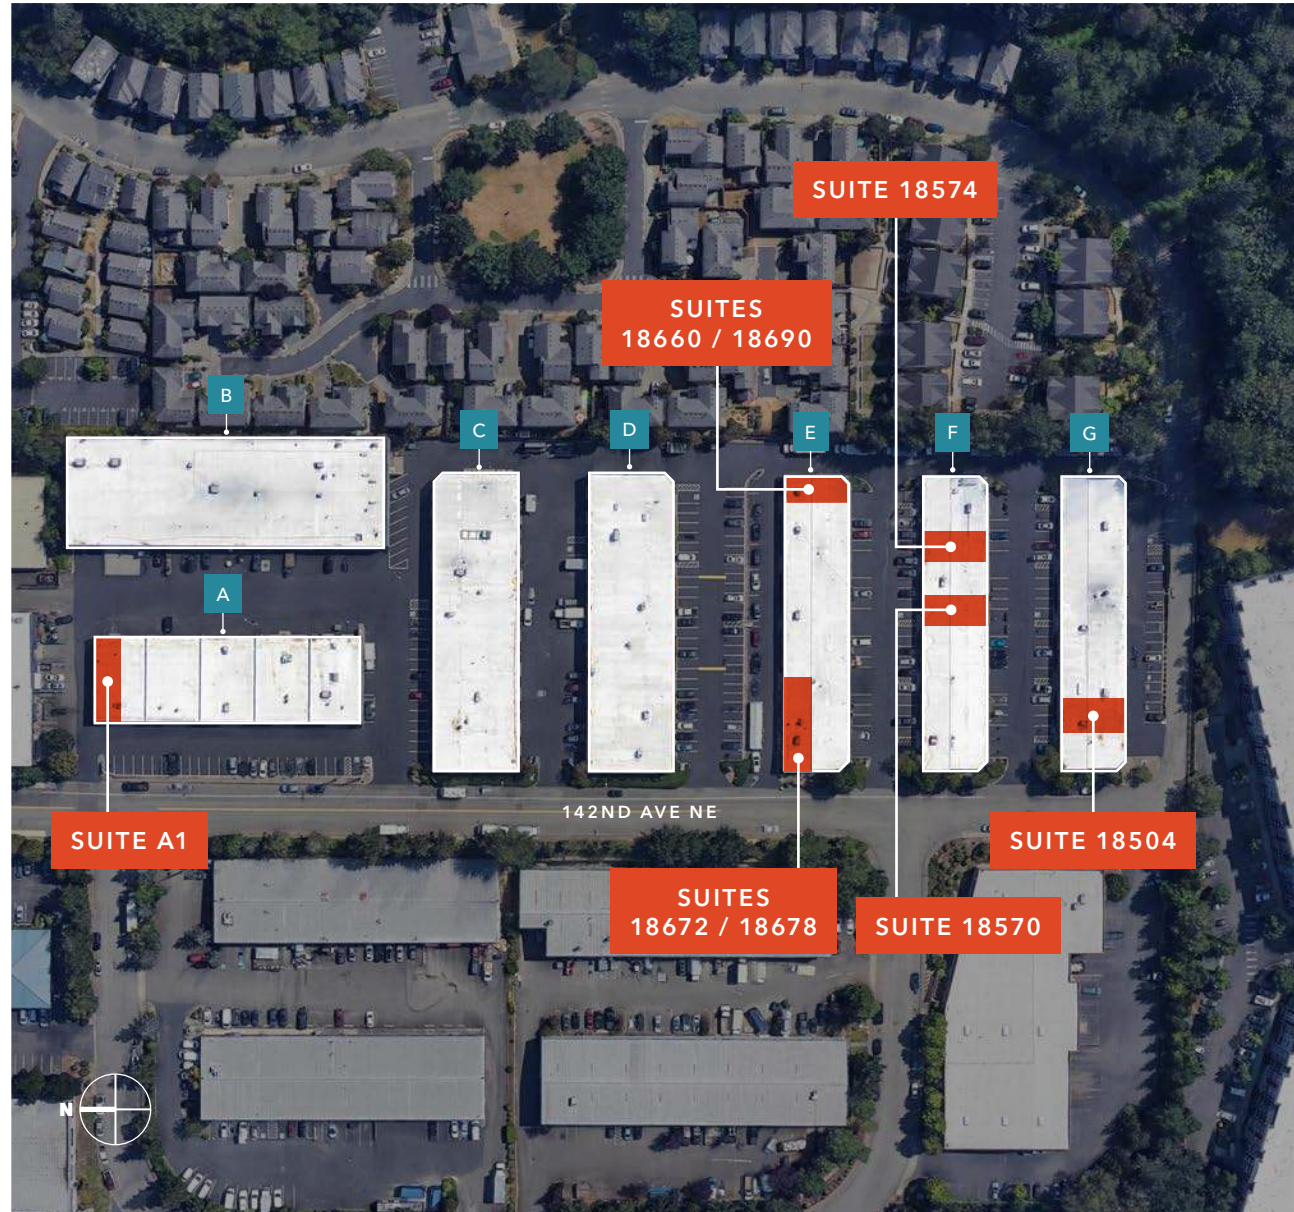 SUITE 18574
SUITES
18660 / 18690
B
C
D
E
F
G
A
142ND AVE NE
SUITE A1
SUITE 18504
SUITES
18672 / 18678
SUITE 18570
N